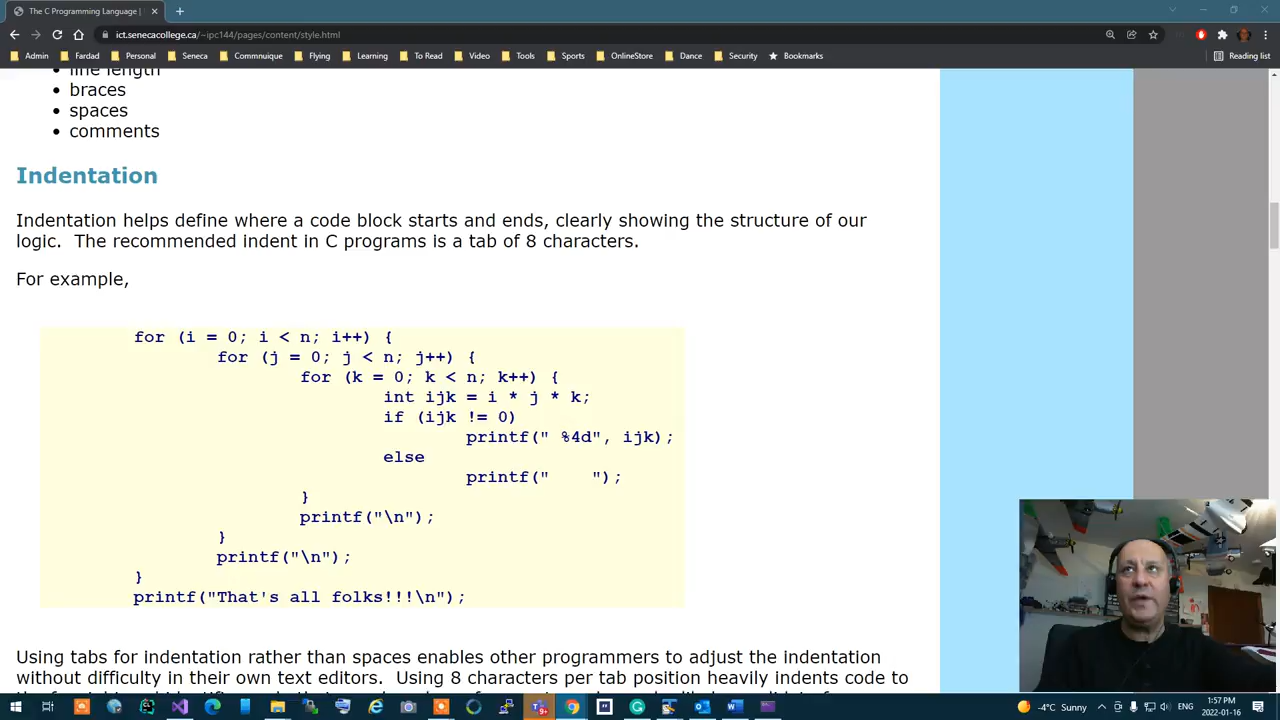 The C Programming Language |
ict.senecacollege.ca/~ipc144/pages/content/style.html
Admin Fardad Personal Seneca Commnuique Flying Learning To Read Video Tools Sports OnlineStore Dance Security Bookmarks Reading list
line length
braces
spaces
comments
Indentation
Indentation helps define where a code block starts and ends, clearly showing the structure of our
logic. The recommended indent in C programs is a tab of 8 characters.
For example,
for (i = 0; i < n; i++) {
for (j = 0; j < n; j++) {
for (k = 0; k < n; k++) {
int ijk = i * j * k;
if (ijk != 0)
printf(" %4d", ijk);
else
printf("    ");
}
printf("\n");
}
printf("\n");
}
printf("That's all folks!!!\n");
Using tabs for indentation rather than spaces enables other programmers to adjust the indentation
without difficulty in their own text editors. Using 8 characters per tab position heavily indents code to
-4°C Sunny
1:57 PM
2022-01-16